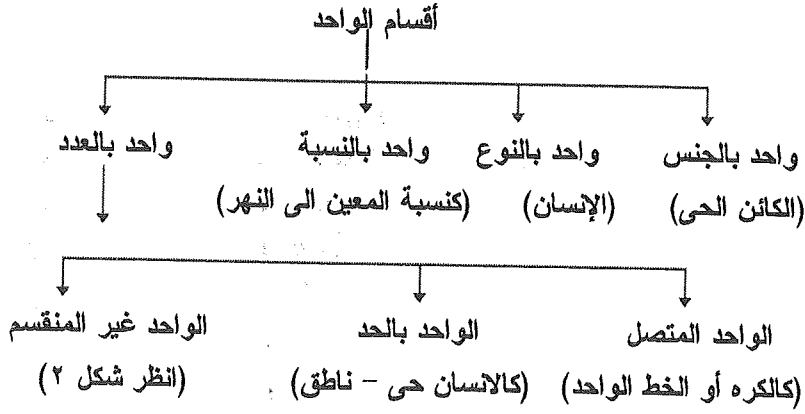 أقسام الواحد
واحد بالجنس واحد بالنوع واحد بالنسبة واحد بالعدد
(الكائن الحى) (الإنسان) (كنسبة المعين الى النهر)
الواحد المتصل الواحد بالحد الواحد غير المنقسم
(كالكره أو الخط الواحد) (كالانسان حى – ناطق) (انظر شكل ٢)